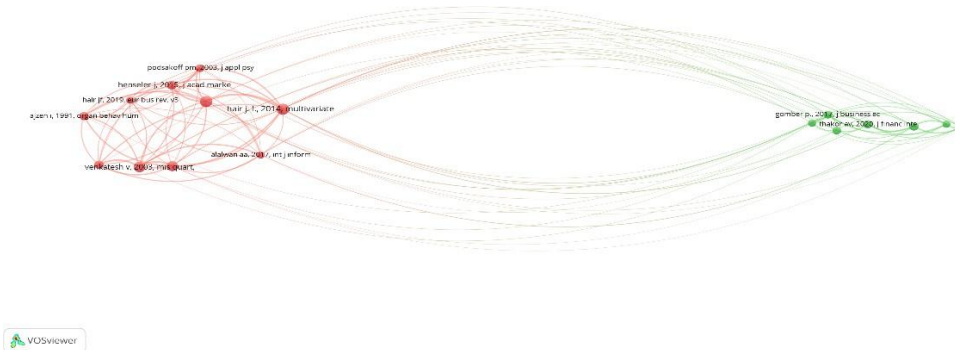 podsakoff pm, 2003, j appl psy
henseler j, 2015, j acad marke
hair jf, 2019, eur bus rev, v3
hair j. f., 2014, multivariate
ajzen i, 1991, organ behav hum
alalwan aa, 2017, int j inform
venkatesh v, 2003, mis quart,
gomber p., 2017, j business ec
thakor av, 2020, j financ inte
VOSviewer